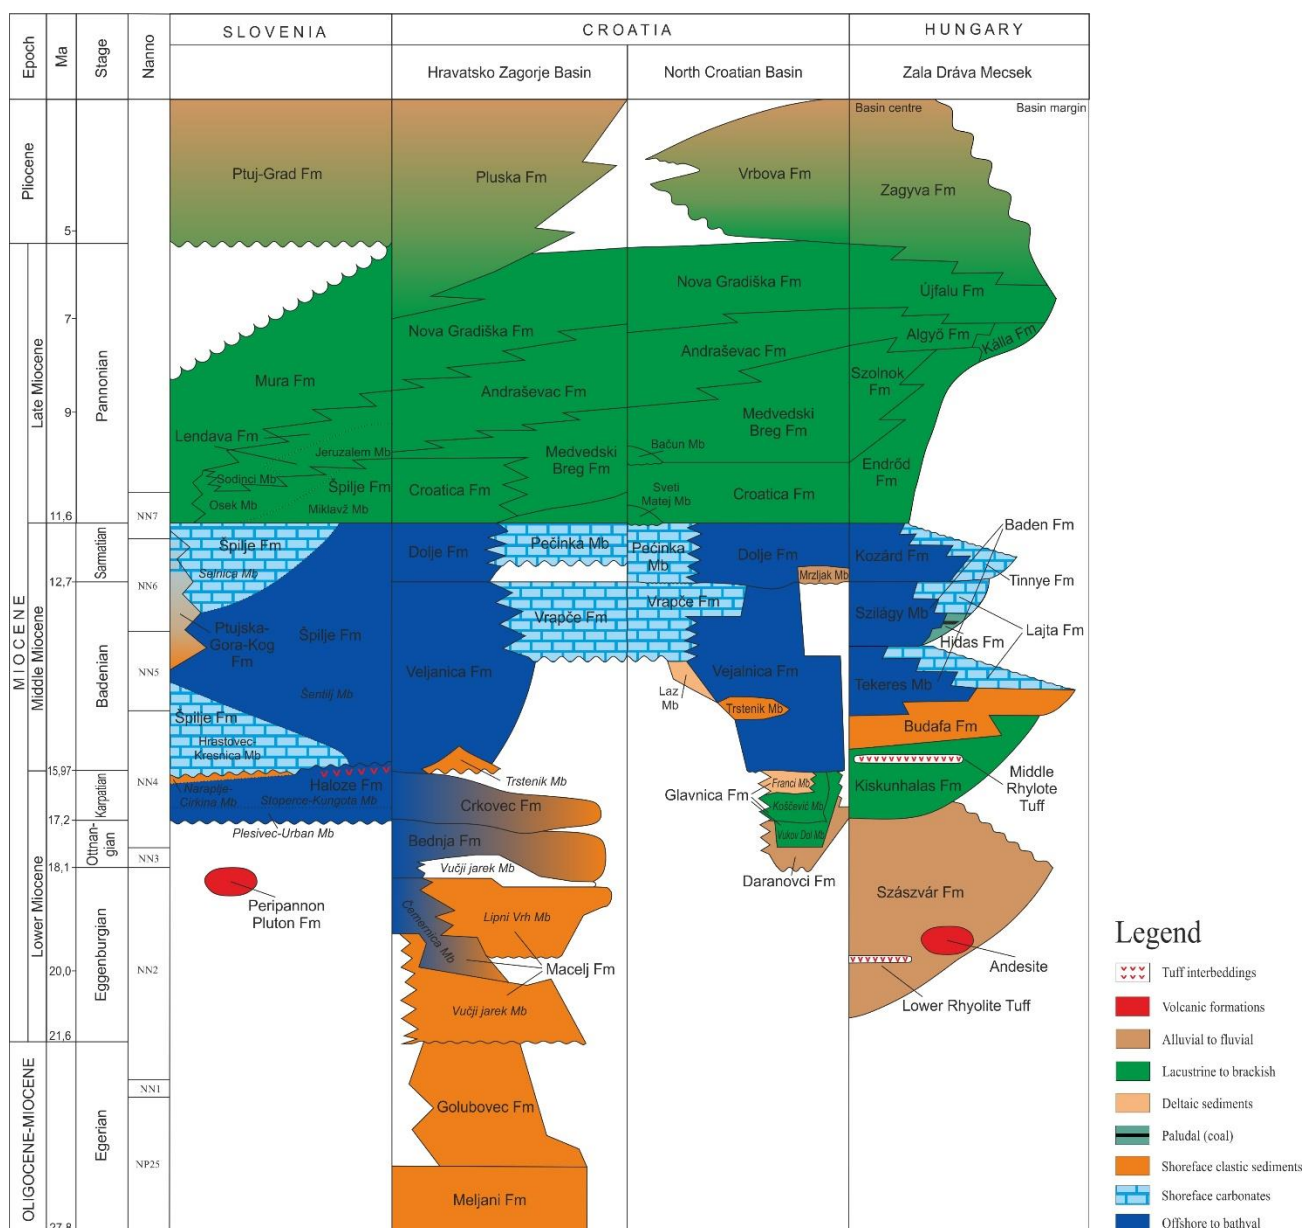 SLOVENIA
CROATIA
HUNGARY
Epoch
Ma
Stage
Nanno
Hravatsko Zagorje Basin
North Croatian Basin
Zala Dráva Mecsek
Basin centre
Basin margin
Pliocene
Ptuj-Grad Fm
Pluska Fm
Vrbova Fm
Zagyva Fm
5
MIOCENE
Late Miocene
Pannonian
Nova Gradiška Fm
Újfalu Fm
7
Nova Gradiška Fm
Algyö Fm
Kálla Fm
Andraševac Fm
Mura Fm
Szolnok
Fm
Andraševac Fm
9
Medvedski
Breg Fm
Lendava Fm
Jeruzalem Mb
Bačun Mb
Medvedski
Breg Fm
Sodinci Mb
Špilje Fm
Croatica Fm
Endrőd
Fm
Osek Mb
Miklavž Mb
Sveti
Matej Mb
Croatica Fm
11,6
NN7
Middle Miocene
Sarmatian
Špilje Fm
Selnica Mb
Dolje Fm
Pečinka Mb
Pečinka
Mb
Dolje Fm
Mrzljak Mb
Kozárd Fm
Baden Fm
Tinnye Fm
12,7
NN6
Vrapče Fm
Vrapče Fm
Szilágy Mb
Hidas Fm
Lajta Fm
Ptujska-
Gora-Kog
Fm
Špilje Fm
Badenian
NN5
Veljanica Fm
Vejalnica Fm
Laz
Mb
Trstenik Mb
Tekeres Mb
Šentilj Mb
Špilje Fm
Hrastovec-
Kresnica Mb
Budafa Fm
15,97
NN4
Karpatian
Lower Miocene
Naraplje-
Cirkina Mb
Haloze Fm
Stoperce-Kungota Mb
Trstenik Mb
Crkovec Fm
Glavnica Fm
Franci Mb
Koščević Mb
Vukov Dol Mb
Kiskunhalas Fm
Middle
Rhylote
Tuff
17,2
Ottnan-
gian
Plesivec-Urban Mb
Bednja Fm
NN3
18,1
Vučji jarek Mb
Daranovci Fm
Peripannon
Pluton Fm
Čemernica Mb
Lipni Vrh Mb
Szászvár Fm
Eggenburgian
Macelj Fm
Andesite
20,0
NN2
Vučji jarek Mb
Lower Rhyolite Tuff
21,6
OLIGOCENE-MIOCENE
Egerian
NN1
Golubovec Fm
NP25
Meljani Fm
27,8
Legend
Tuff interbeddings
Volcanic formations
Alluvial to fluvial
Lacustrine to brackish
Deltaic sediments
Paludal (coal)
Shoreface clastic sediments
Shoreface carbonates
Offshore to bathyal